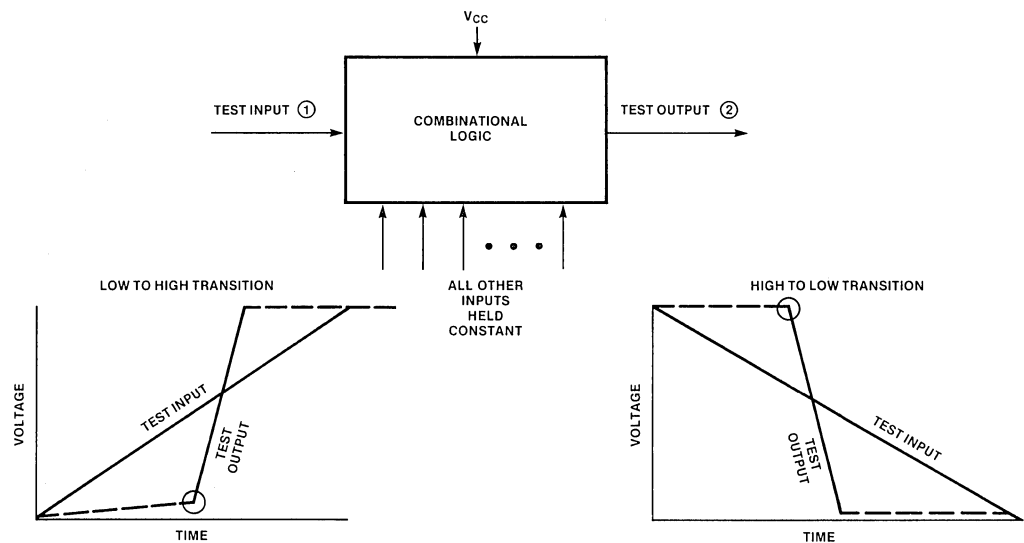 VCC
TEST INPUT 1
COMBINATIONAL
LOGIC
TEST OUTPUT 2
ALL OTHER
INPUTS
HELD
CONSTANT
LOW TO HIGH TRANSITION
VOLTAGE
TEST INPUT
TEST
OUTPUT
TIME
HIGH TO LOW TRANSITION
VOLTAGE
TEST INPUT
TEST
OUTPUT
TIME